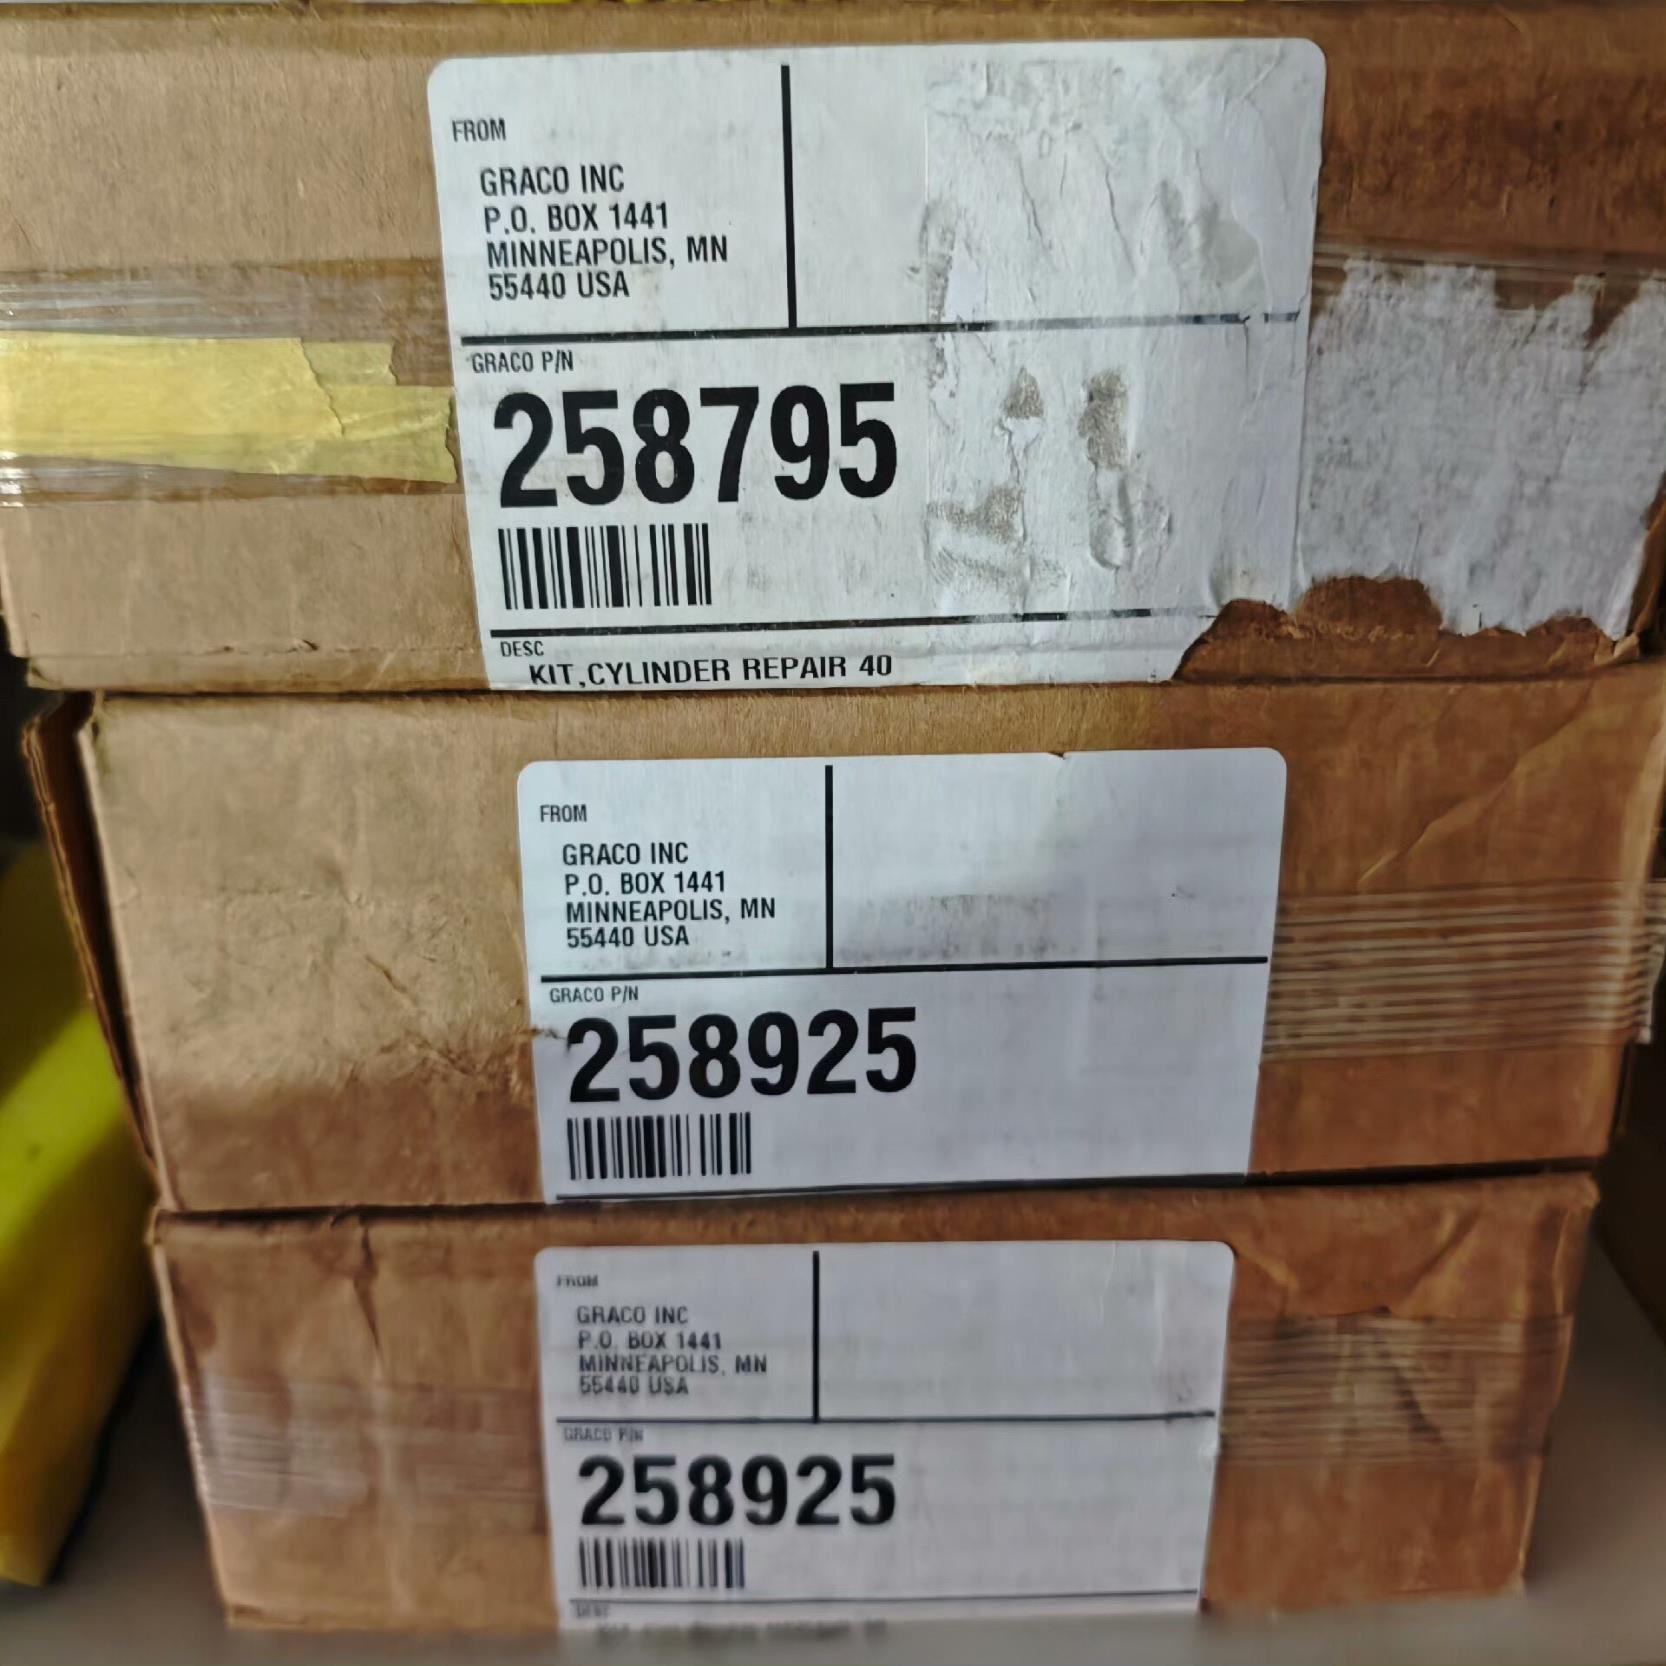 FROM
GRACO INC
P.O. BOX 1441
MINNEAPOLIS, MN
55440 USA
GRACO P/N
258795
DESC
KIT,CYLINDER REPAIR 40
FROM
GRACO INC
P.O. BOX 1441
MINNEAPOLIS, MN
55440 USA
GRACO P/N
258925
FROM
GRACO INC
P.O. BOX 1441
MINNEAPOLIS, MN
55440 USA
GRACO P/N
258925
DESC